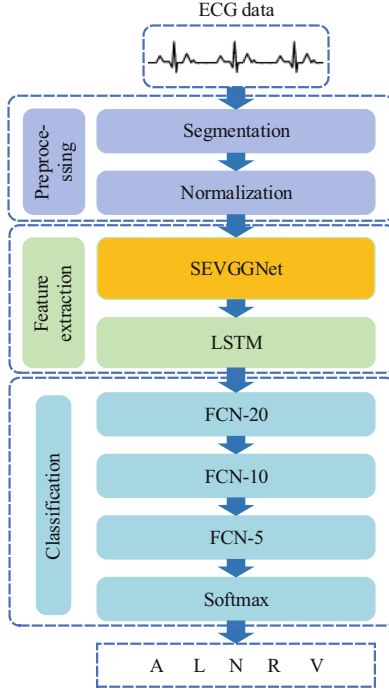 ECG data
Preproce-
ssing
Segmentation
Normalization
Feature
extraction
SEVGGNet
LSTM
Classification
FCN-20
FCN-10
FCN-5
Softmax
A L N R V